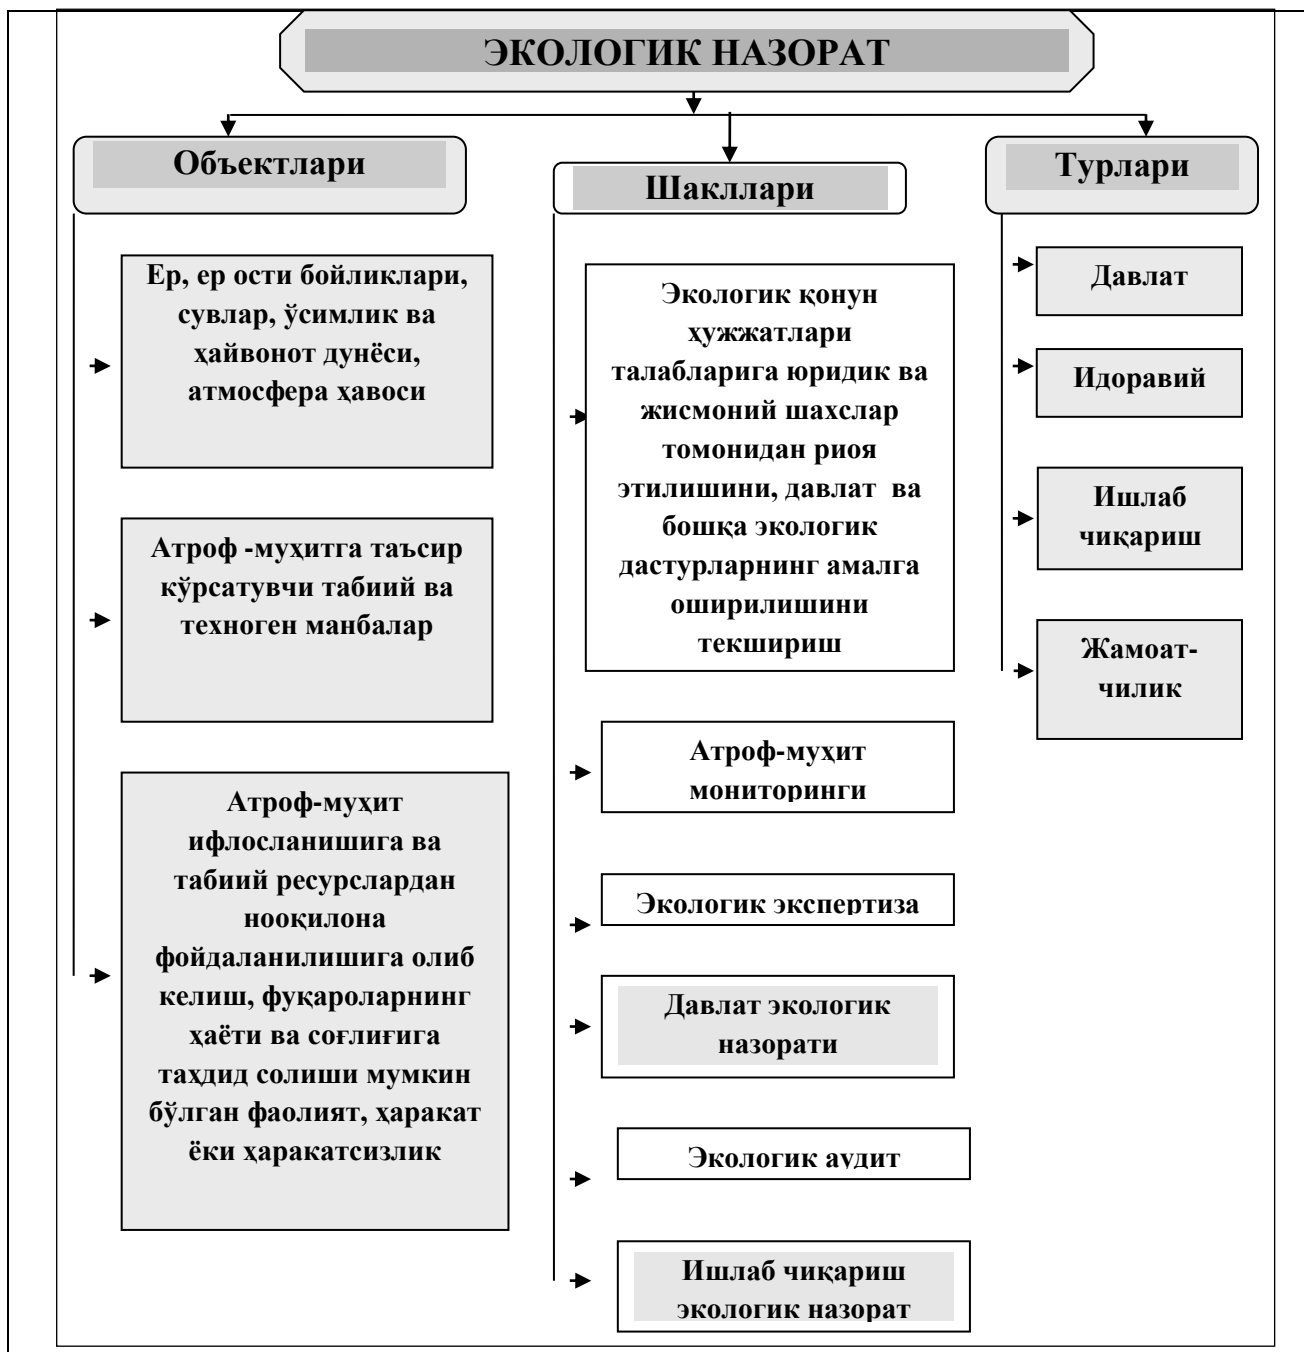 ЭКОЛОГИК НАЗОРАТ
Объектлари
Ер, ер ости бойликлари,
сувлар, ўсимлик ва
ҳайвонот дунёси,
атмосфера ҳавоси
Атроф -муҳитга таъсир
кўрсатувчи табиий ва
техноген манбалар
Атроф-муҳит
ифлосланишига ва
табиий ресурслардан
нооқилона
фойдаланилишига олиб
келиш, фуқароларнинг
ҳаёти ва соғлиғига
таҳдид солиши мумкин
бўлган фаолият, ҳаракат
ёки ҳаракатсизлик
Шакллари
Экологик қонун
ҳужжатлари
талабларига юридик ва
жисмоний шахслар
томонидан риоя
этилишини, давлат  ва
бошқа экологик
дастурларнинг амалга
оширилишини
текшириш
Атроф-муҳит
мониторинги
Экологик экспертиза
Давлат экологик
назорати
Экологик аудит
Ишлаб чиқариш
экологик назорат
Турлари
Давлат
Идоравий
Ишлаб
чиқариш
Жамоат-
чилик